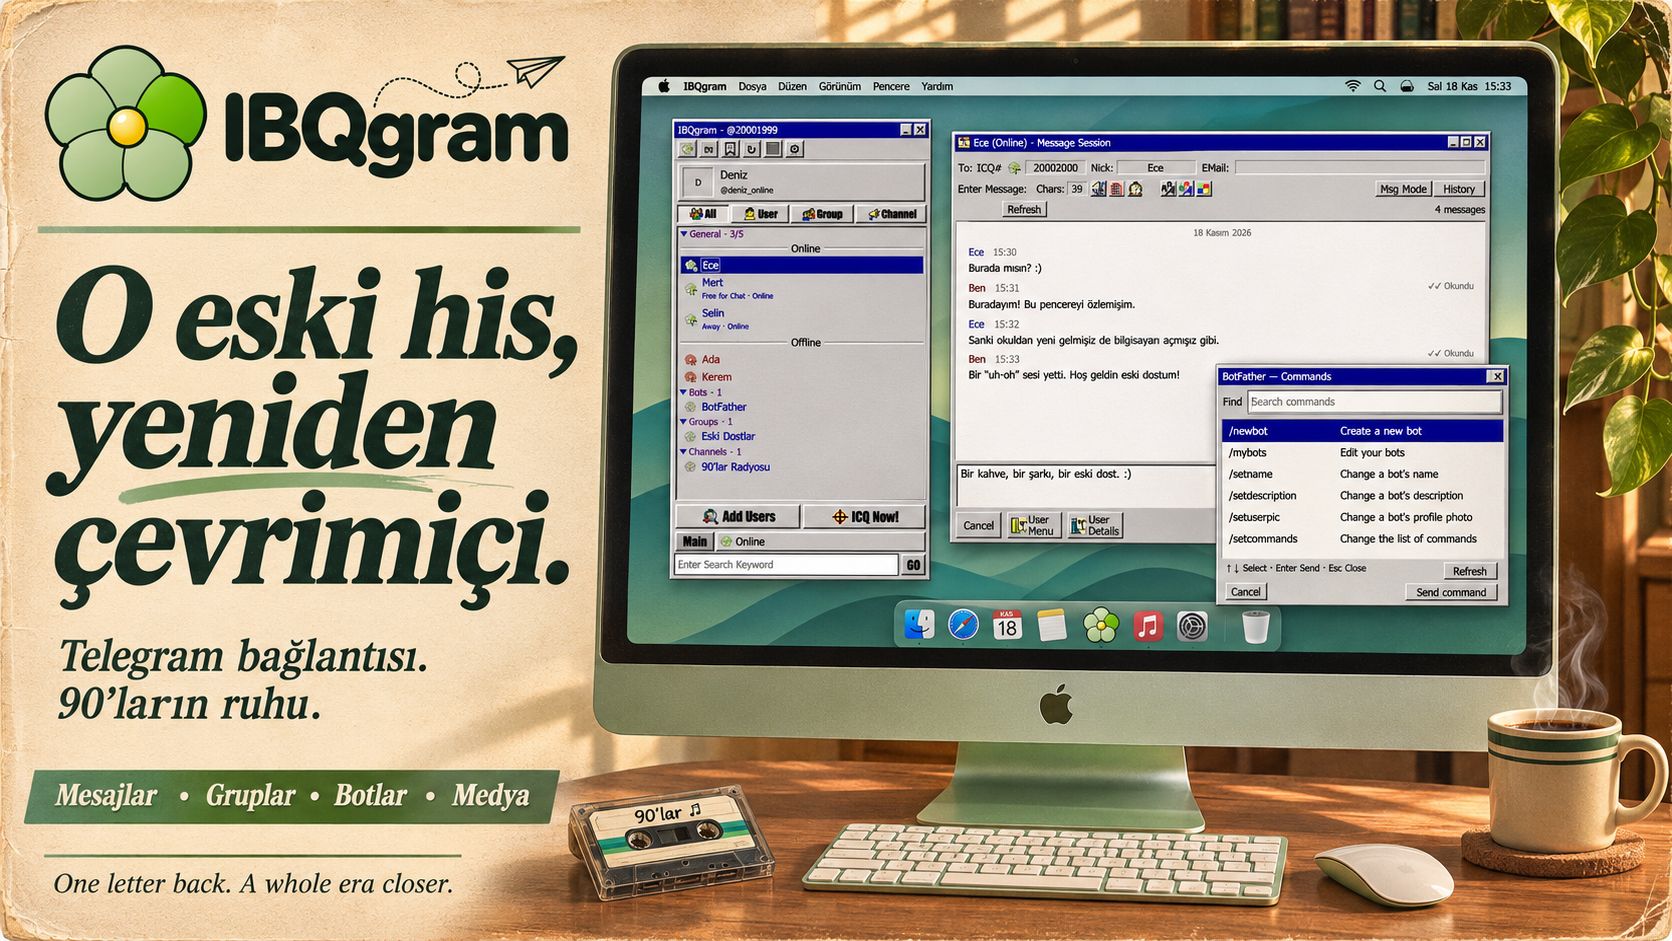 IBQgram
O eski his,
yeniden
çevrimiçi.
Telegram bağlantısı.
90'ların ruhu.
Mesajlar • Gruplar • Botlar • Medya
One letter back. A whole era closer.
IBQgram Dosya Düzen Görünüm Pencere Yardım
Sal 18 Kas 15:33
IBQgram - @20001999
D
Deniz
@deniz_online
All User Group Channel
General - 3/5
Online
Ece
Mert
Free for Chat · Online
Selin
Away · Online
Offline
Ada
Kerem
Bots - 1
BotFather
Groups - 1
Eski Dostlar
Channels - 1
90'lar Radyosu
Add Users ICQ Now!
Main Online
Enter Search Keyword GO
Ece (Online) - Message Session
To: ICQ# 20002000 Nick: Ece EMail:
Enter Message: Chars: 39 Msg Mode History
Refresh
4 messages
18 Kasım 2026
Ece 15:30
Burada mısın? :)
Ben 15:31
✓✓ Okundu
Buradayım! Bu pencereyi özlemişim.
Ece 15:32
Sanki okuldan yeni gelmişiz de bilgisayarı açmışız gibi.
Ben 15:33
✓✓ Okundu
Bir “uh-oh” sesi yetti. Hoş geldin eski dostum!
Bir kahve, bir şarkı, bir eski dost. :)
Cancel User Menu User Details
BotFather — Commands
Find Search commands
/newbot Create a new bot
/mybots Edit your bots
/setname Change a bot's name
/setdescription Change a bot's description
/setuserpic Change a bot's profile photo
/setcommands Change the list of commands
↑↓ Select · Enter Send · Esc Close
Refresh
Cancel Send command
KAS
18
90'lar ♫